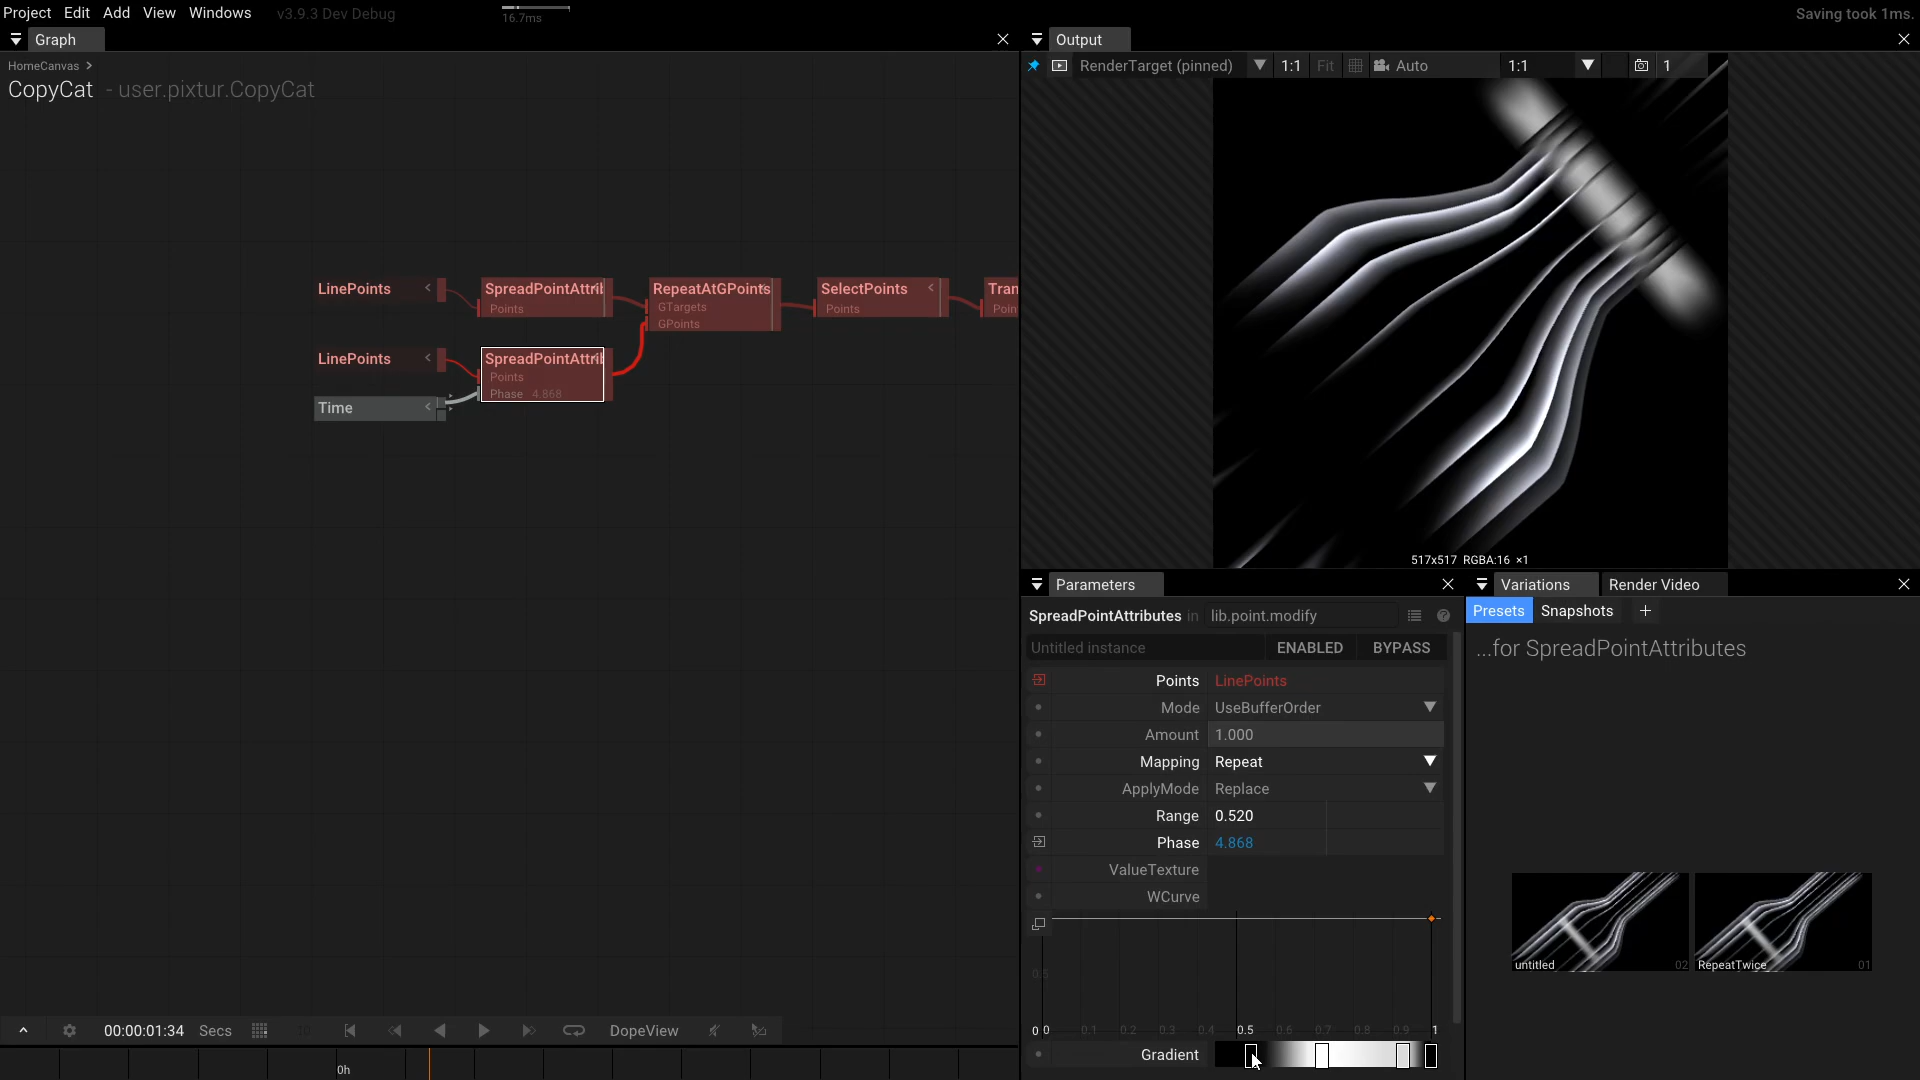 Project Edit Add View Windows v3.9.3 Dev Debug 16.7ms Saving took 1ms.
Graph
HomeCanvas >
CopyCat - user.pixtur.CopyCat
LinePoints <
SpreadPointAttrib
Points
RepeatAtGPoints
GTargets
GPoints
SelectPoints <
Points
Tran
Poin
LinePoints <
SpreadPointAttrib
Points
Phase 4.868
Time <
00:00:01:34 Secs 10 DopeView
0h
Output
RenderTarget (pinned) 1:1 Fit Auto 1:1 1
517x517 RGBA:16 ×1
Parameters
SpreadPointAttributes in lib.point.modify
Untitled instance ENABLED BYPASS
Points LinePoints
Mode UseBufferOrder
Amount 1.000
Mapping Repeat
ApplyMode Replace
Range 0.520
Phase 4.868
ValueTexture
WCurve
0.5
0 0 0.1 0.2 0.3 0.4 0.5 0.6 0.7 0.8 0.9 1
Gradient
Variations Render Video
Presets Snapshots +
...for SpreadPointAttributes
untitled 02
RepeatTwice 01